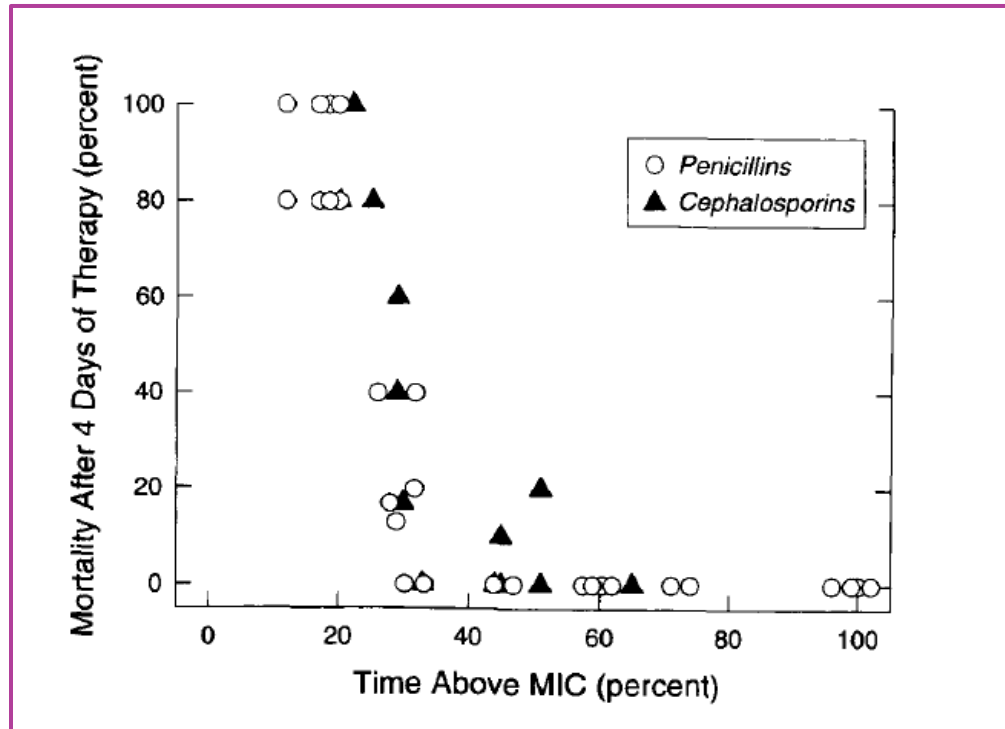 Mortality After 4 Days of Therapy (percent)
100
80
60
40
20
0
Penicillins
Cephalosporins
0 20 40 60 80 100
Time Above MIC (percent)